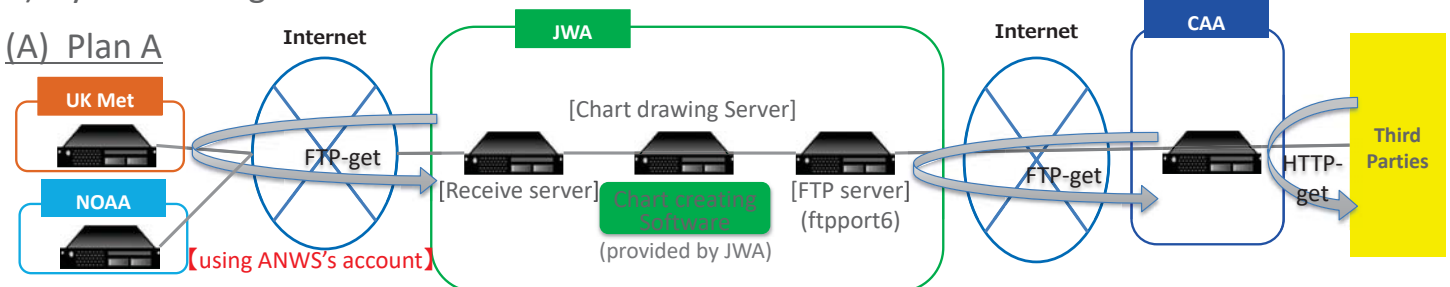 (A) Plan A
Internet
JWA
Internet
CAA
UK Met
[Chart drawing Server]
Third
Parties
FTP-get
FTP-get
HTTP-
get
NOAA
[Receive server]
Chart creating
Software
[FTP server]
(ftpport6)
(provided by JWA)
【using ANWS's account】